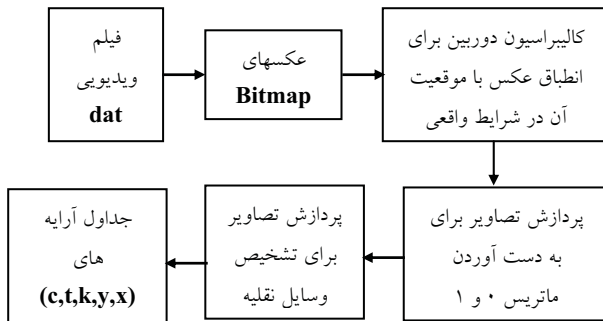 فیلم
ویدیویی
dat
عکسهای
Bitmap
کالیبراسیون دوربین برای
انطباق عکس با موقعیت
آن در شرایط واقعی
پردازش تصاویر برای
به دست آوردن
ماتریس ۰ و ۱
پردازش تصاویر
برای تشخیص
وسایل نقلیه
جداول آرایه
های
(c,t,k,y,x)